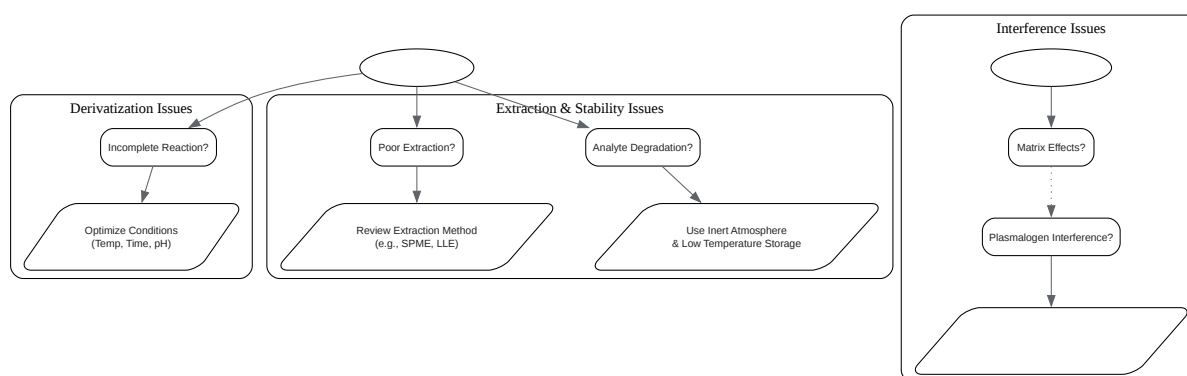 Interference Issues
Derivatization Issues
Extraction & Stability Issues
Incomplete Reaction?
Poor Extraction?
Analyte Degradation?
Matrix Effects?
Optimize Conditions
(Temp, Time, pH)
Review Extraction Method
(e.g., SPME, LLE)
Use Inert Atmosphere
& Low Temperature Storage
Plasmalogen Interference?